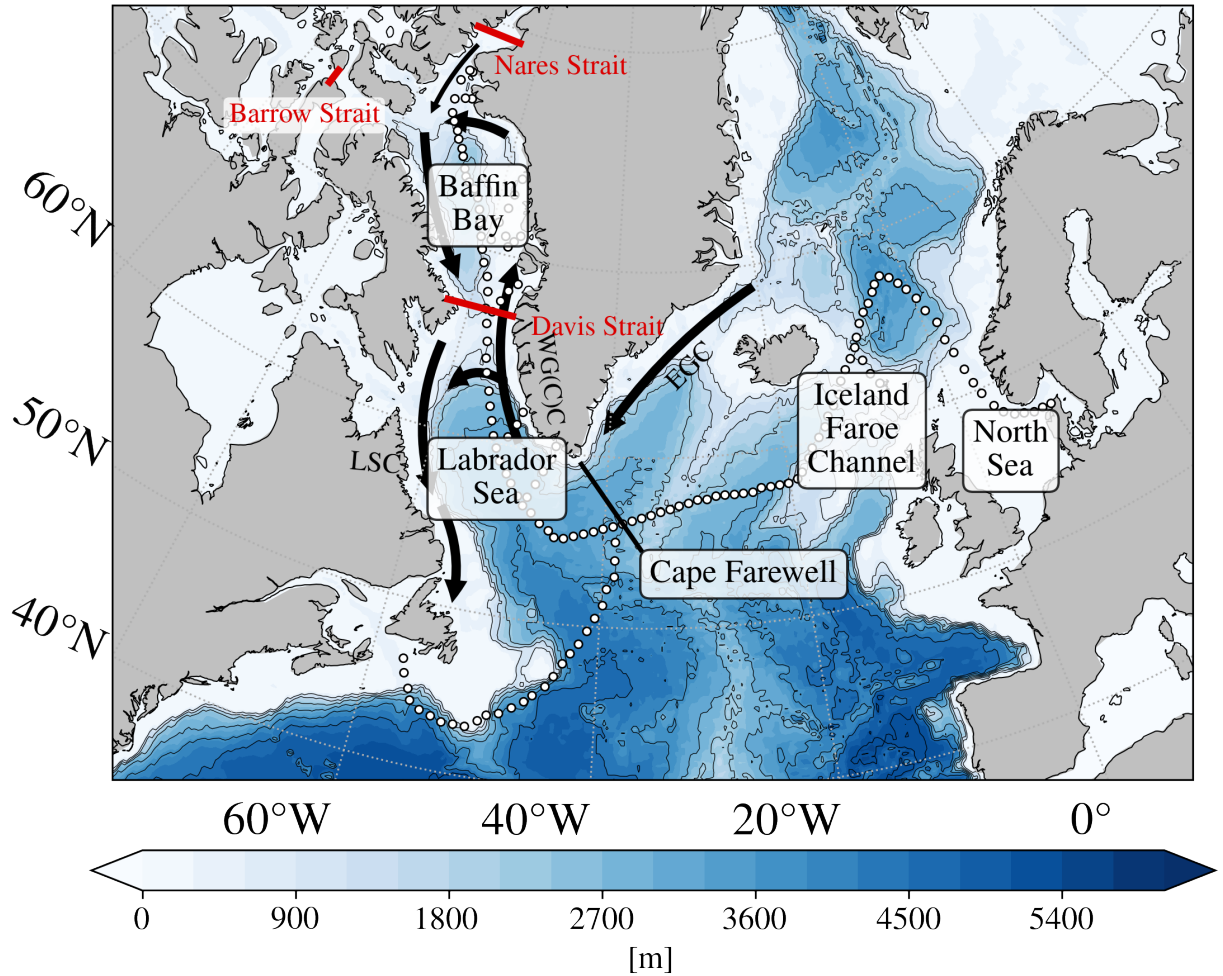 Nares Strait
Barrow Strait
60°N
Baffin
Bay
Davis Strait
WG(C)C
EGC
50°N
LSC
Labrador
Sea
Iceland
Faroe
Channel
North
Sea
Cape Farewell
40°N
60°W
40°W
20°W
0°
0
900
1800
2700
3600
4500
5400
[m]